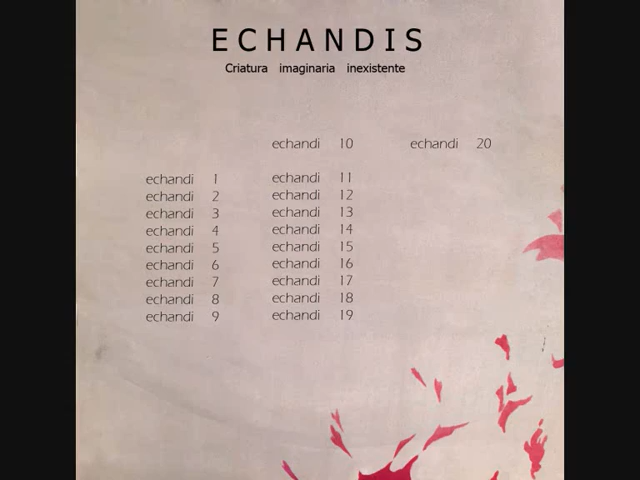 ECHANDIS
Criatura imaginaria inexistente
echandi 10 echandi 20
echandi 1 echandi 11
echandi 2 echandi 12
echandi 3 echandi 13
echandi 4 echandi 14
echandi 5 echandi 15
echandi 6 echandi 16
echandi 7 echandi 17
echandi 8 echandi 18
echandi 9 echandi 19